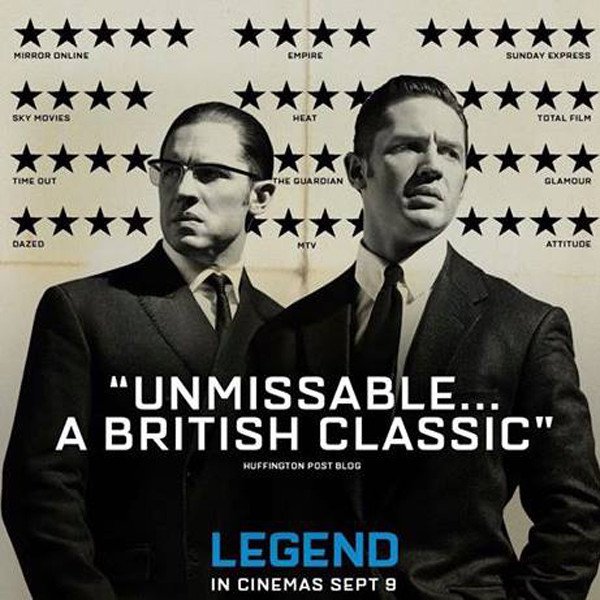 MIRROR ONLINE
EMPIRE
SUNDAY EXPRESS
SKY MOVIES
HEAT
TOTAL FILM
TIME OUT
THE GUARDIAN
GLAMOUR
DAZED
MTV
ATTITUDE
"UNMISSABLE...
A BRITISH CLASSIC"
HUFFINGTON POST BLOG
LEGEND
IN CINEMAS SEPT 9